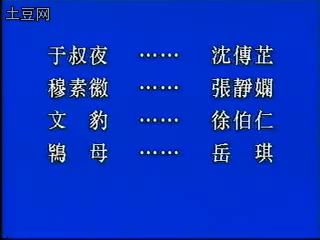 土豆网
于叔夜 …… 沈傳芷
穆素徽 …… 張靜嫻
文 豹 …… 徐伯仁
鴇 母 …… 岳 琪